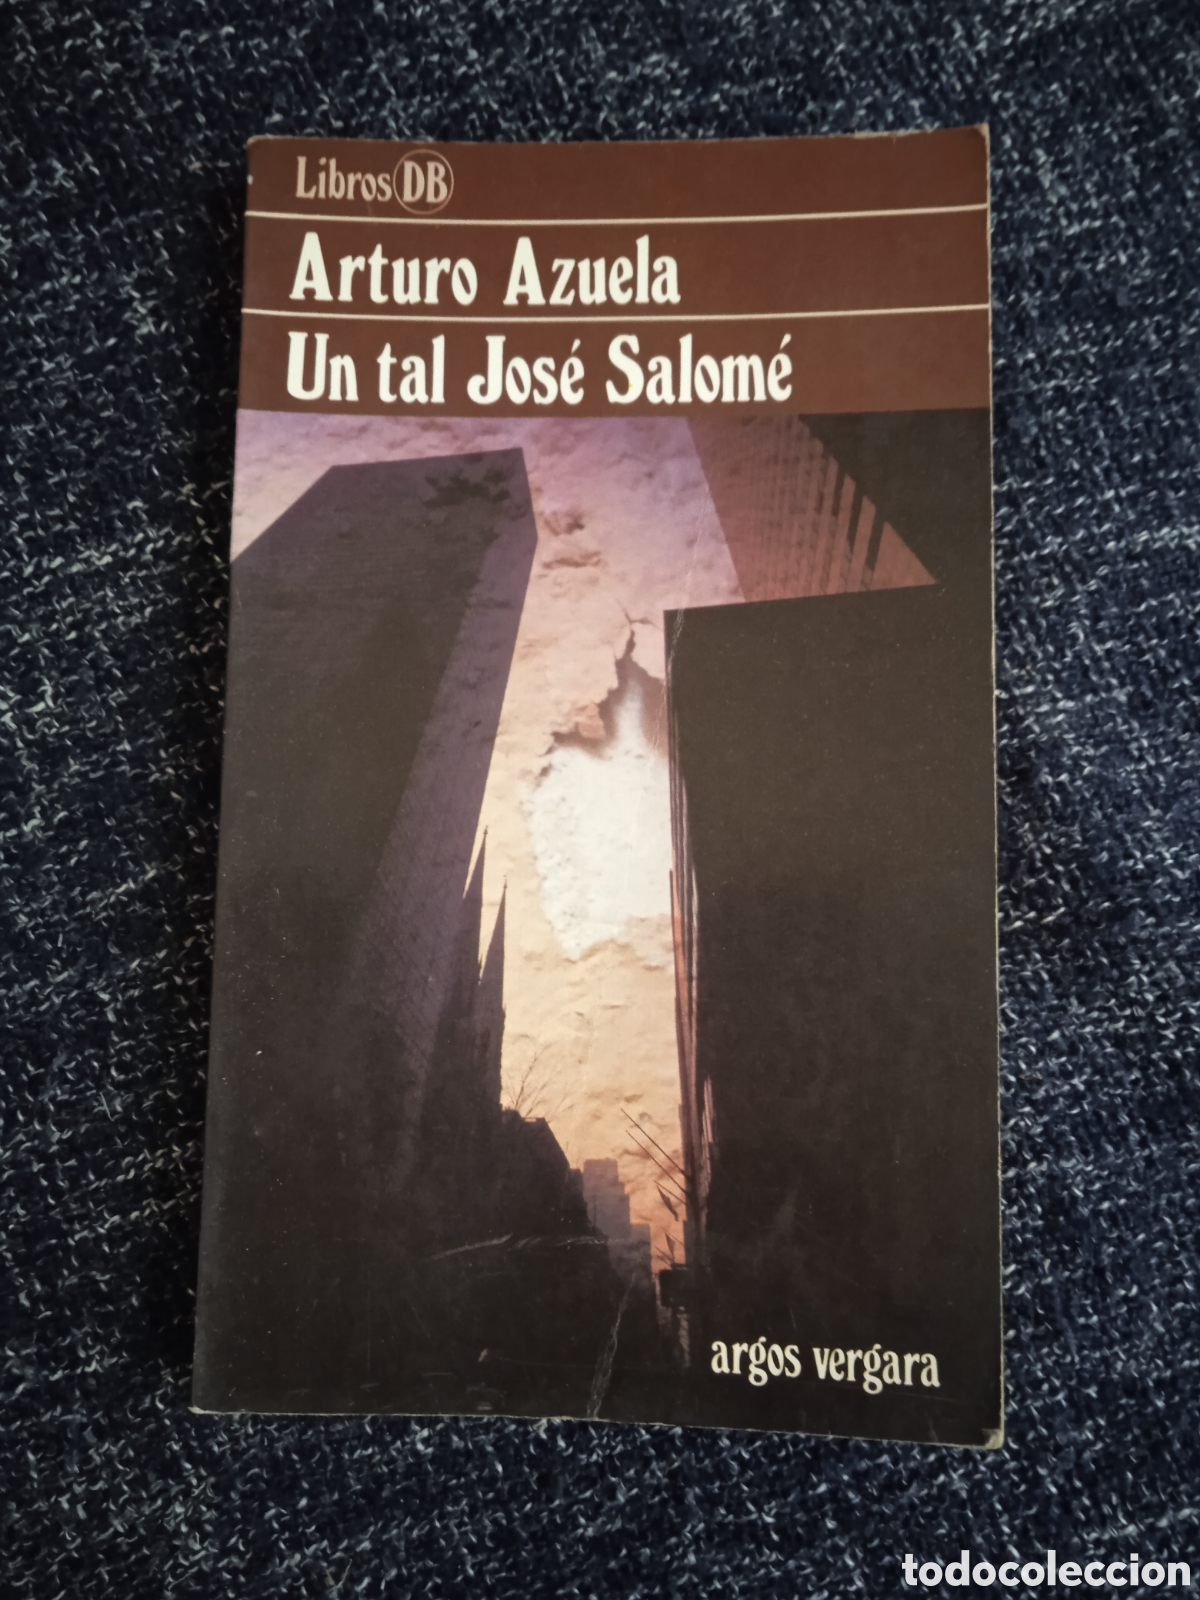 Libros DB
Arturo Azuela
Un tal José Salomé
argos vergara
todocoleccion